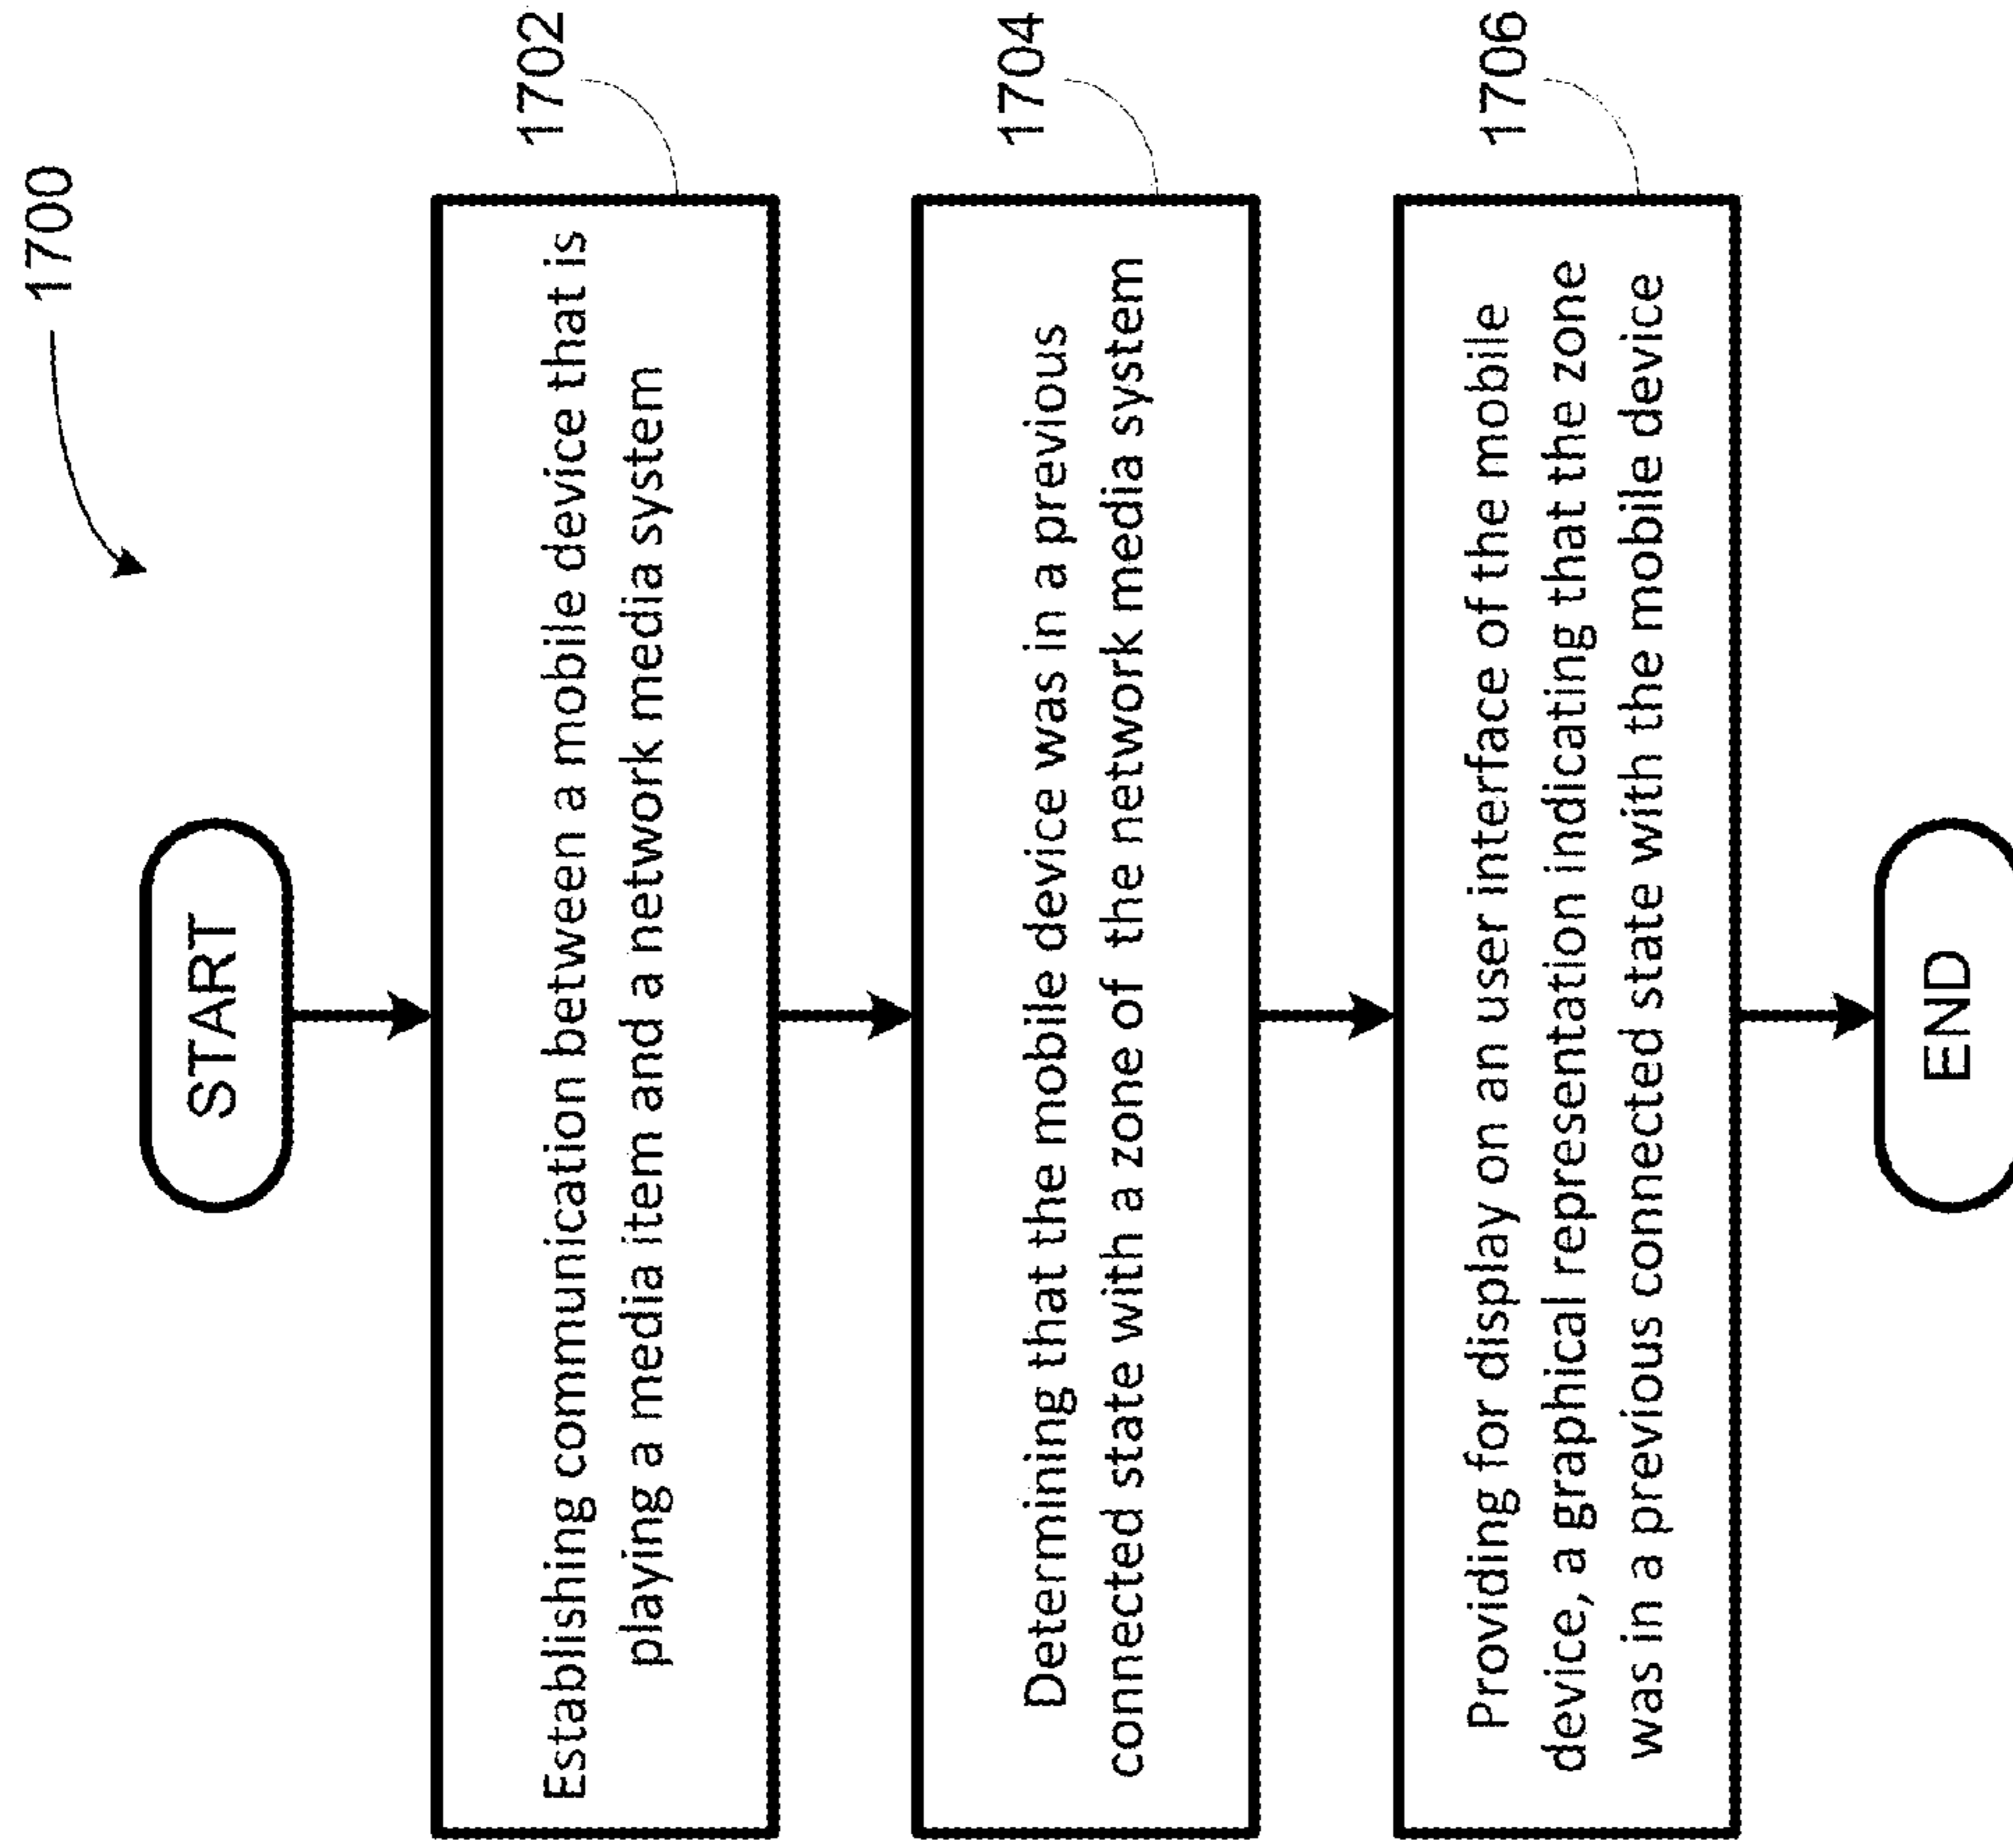 1700
START
Establishing communication between a mobile device that is
playing a media item and a network media system
1702
Determining that the mobile device was in a previous
connected state with a zone of the network media system
1704
Providing for display on an user interface of the mobile
device, a graphical representation indicating that the zone
was in a previous connected state with the mobile device
1706
END